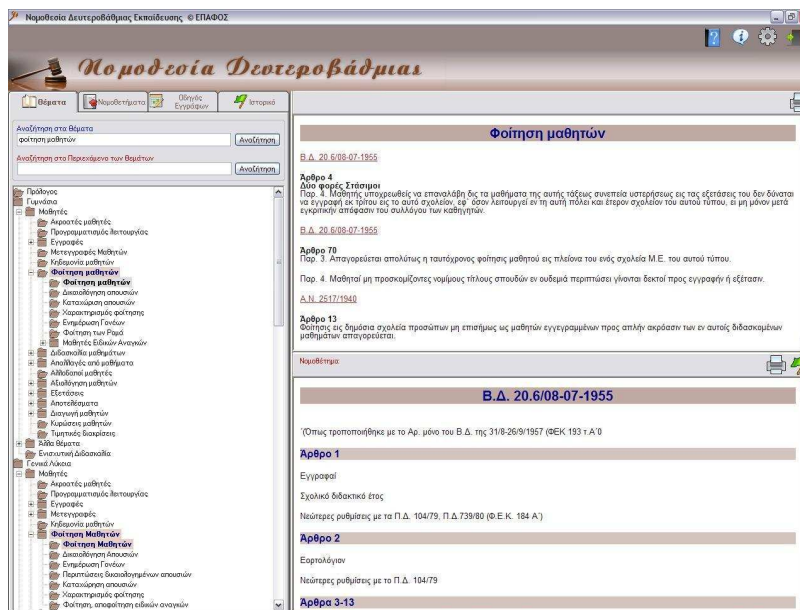 Νομοθεσία Δευτεροβάθμιας Εκπαίδευσης © ΕΠΑΦΟΣ
Νομοθεσία Δευτεροβάθμιας
Θέματα
Νομοθετήματα
Οδηγός
Εγγράφων
Ιστορικό
Αναζήτηση στα θέματα
φοίτηση μαθητών
Αναζήτηση
Αναζήτηση στο Περιεχόμενο των θεμάτων
Αναζήτηση
Πρόλογος
Γυμνάσια
Μαθητές
Ακροατές μαθητές
Προγραμματισμός λειτουργίας
Εγγραφές
Μετεγγραφές Μαθητών
Κηδεμονία μαθητών
Φοίτηση μαθητών
Φοίτηση μαθητών
Δικαιολόγηση απουσιών
Καταχώριση απουσιών
Χαρακτηρισμός φοίτησης
Ενημέρωση Γονέων
Φοίτηση των Ρομά
Μαθητές Ειδικών Αναγκών
Διδασκαλία μαθημάτων
Απαλλαγές από μαθήματα
Αλλοδαποί μαθητές
Αξιολόγηση μαθητών
Εξετάσεις
Αποτελέσματα
Διαγωγή μαθητών
Κυρώσεις μαθητών
Τιμητικές διακρίσεις
Άλλα θέματα
Ενισχυτική Διδασκαλία
Γενικά Λύκεια
Μαθητές
Ακροατές μαθητές
Προγραμματισμός λειτουργίας
Εγγραφές
Μετεγγραφές
Κηδεμονία μαθητών
Φοίτηση Μαθητών
Φοίτηση Μαθητών
Δικαιολόγηση Απουσιών
Ενημέρωση Γονέων
Περιπτώσεις δικαιολογημένων απουσιών
Καταχώρηση απουσιών
Χαρακτηρισμός φοίτησης
Φοίτηση, αποφοίτηση ειδικών αναγκών
Φοίτηση μαθητών
Β.Δ. 20.6/08-07-1955
Άρθρο 4
Δύο φορές Στάσιμοι
Παρ. 4. Μαθητής υποχρεωθείς να επαναλάβη δις τα μαθήματα της αυτής τάξεως συνεπεία υστερήσεως εις τας εξετάσεις του δεν δύναται
να εγγραφή εκ τρίτου εις το αυτό σχολείον, εφ΄ όσον λειτουργεί εν τη αυτή πόλει και έτερον σχολείον του αυτού τύπου, ει μη μόνον μετά
εγκριτικήν απόφασιν του συλλόγου των καθηγητών.
Β.Δ. 20.6/08-07-1955
Άρθρο 70
Παρ. 3. Απαγορεύεται απολύτως η ταυτόχρονος φοίτησις μαθητού εις πλείονα του ενός σχολεία Μ.Ε. του αυτού τύπου.
Παρ. 4. Μαθηταί μη προσκομίζοντες νομίμους τίτλους σπουδών εν ουδεμιά περιπτώσει γίνονται δεκτοί προς εγγραφήν ή εξέτασιν.
Α.Ν. 2517/1940
Άρθρο 13
Φοίτησις εις δημόσια σχολεία προσώπων μη επισήμως ως μαθητών εγγεγραμμένων προς απλήν ακρόασιν των εν αυτοίς διδασκομένων
μαθημάτων απαγορεύεται.
Νομοθέτημα
Β.Δ. 20.6/08-07-1955
΄(Όπως τροποποιήθηκε με το Αρ. μόνο του Β.Δ. της 31/8-26/9/1957 (ΦΕΚ 193 τ.Α΄0
Άρθρο 1
Εγγραφαί
Σχολικό διδακτικό έτος
Νεώτερες ρυθμίσεις με τα Π.Δ. 104/79, Π.Δ.739/80 (Φ.Ε.Κ. 184 Α΄)
Άρθρο 2
Εορτολόγιον
Νεώτερες ρυθμίσεις με το Π.Δ. 104/79
Άρθρα 3-13